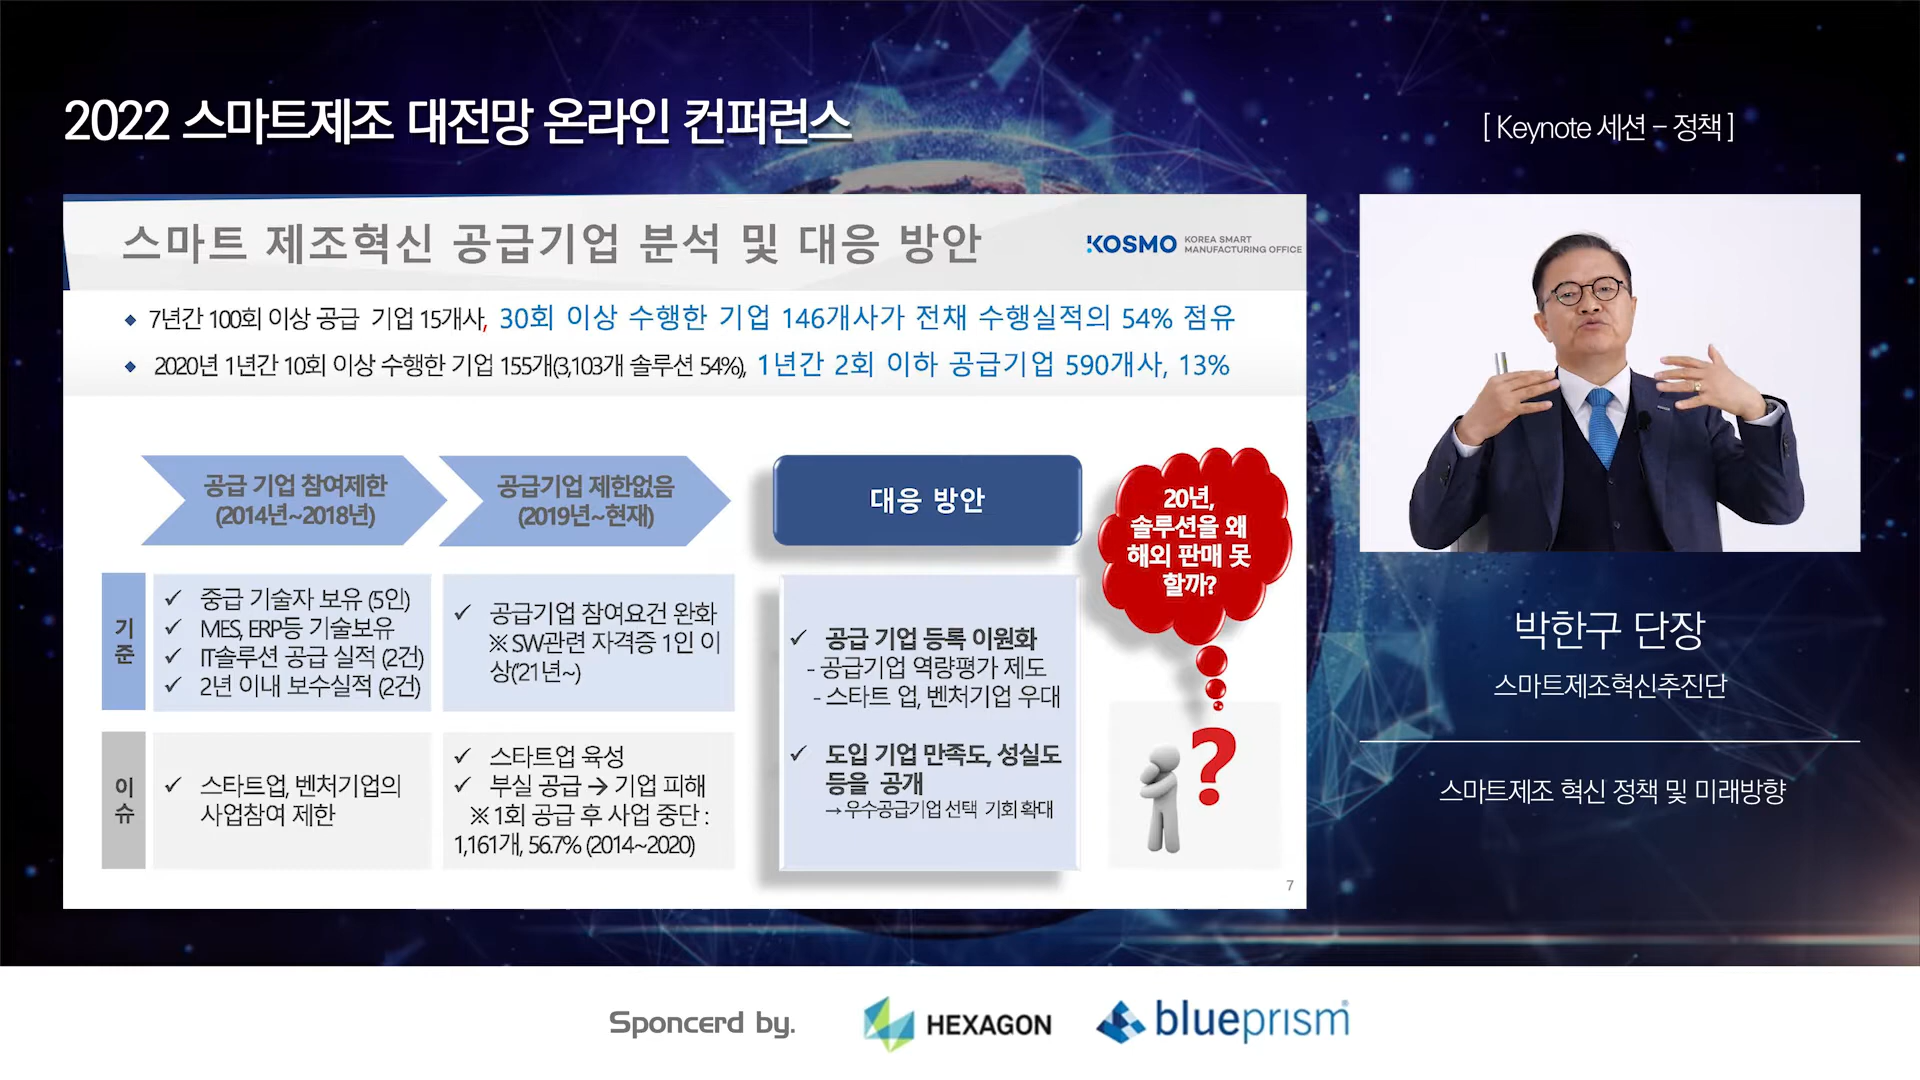 2022 스마트제조 대전망 온라인 컨퍼런스
[ Keynote 세션 – 정책 ]
스마트 제조혁신 공급기업 분석 및 대응 방안
KOSMO KOREA SMART
MANUFACTURING OFFICE
7년간 100회 이상 공급 기업 15개사, 30회 이상 수행한 기업 146개사가 전채 수행실적의 54% 점유
2020년 1년간 10회 이상 수행한 기업 155개(3,103개 솔루션 54%), 1년간 2회 이하 공급기업 590개사, 13%
공급 기업 참여제한
(2014년~2018년)
공급기업 제한없음
(2019년~현재)
대응 방안
20년,
솔루션을 왜
해외 판매 못
할까?
기
준
✓ 중급 기술자 보유 (5인)
✓ MES, ERP등 기술보유
✓ IT솔루션 공급 실적 (2건)
✓ 2년 이내 보수실적 (2건)
✓ 공급기업 참여요건 완화
※ SW관련 자격증 1인 이
상('21년~)
이
슈
✓ 스타트업, 벤처기업의
사업참여 제한
✓ 스타트업 육성
✓ 부실 공급 → 기업 피해
※ 1회 공급 후 사업 중단 :
1,161개, 56.7% (2014~2020)
✓ 공급 기업 등록 이원화
- 공급기업 역량평가 제도
- 스타트 업, 벤처기업 우대
✓ 도입 기업 만족도, 성실도
등을 공개
→ 우수공급기업 선택 기회 확대
?
7
박한구 단장
스마트제조혁신추진단
스마트제조 혁신 정책 및 미래방향
Sponcerd by.
HEXAGON
blueprism